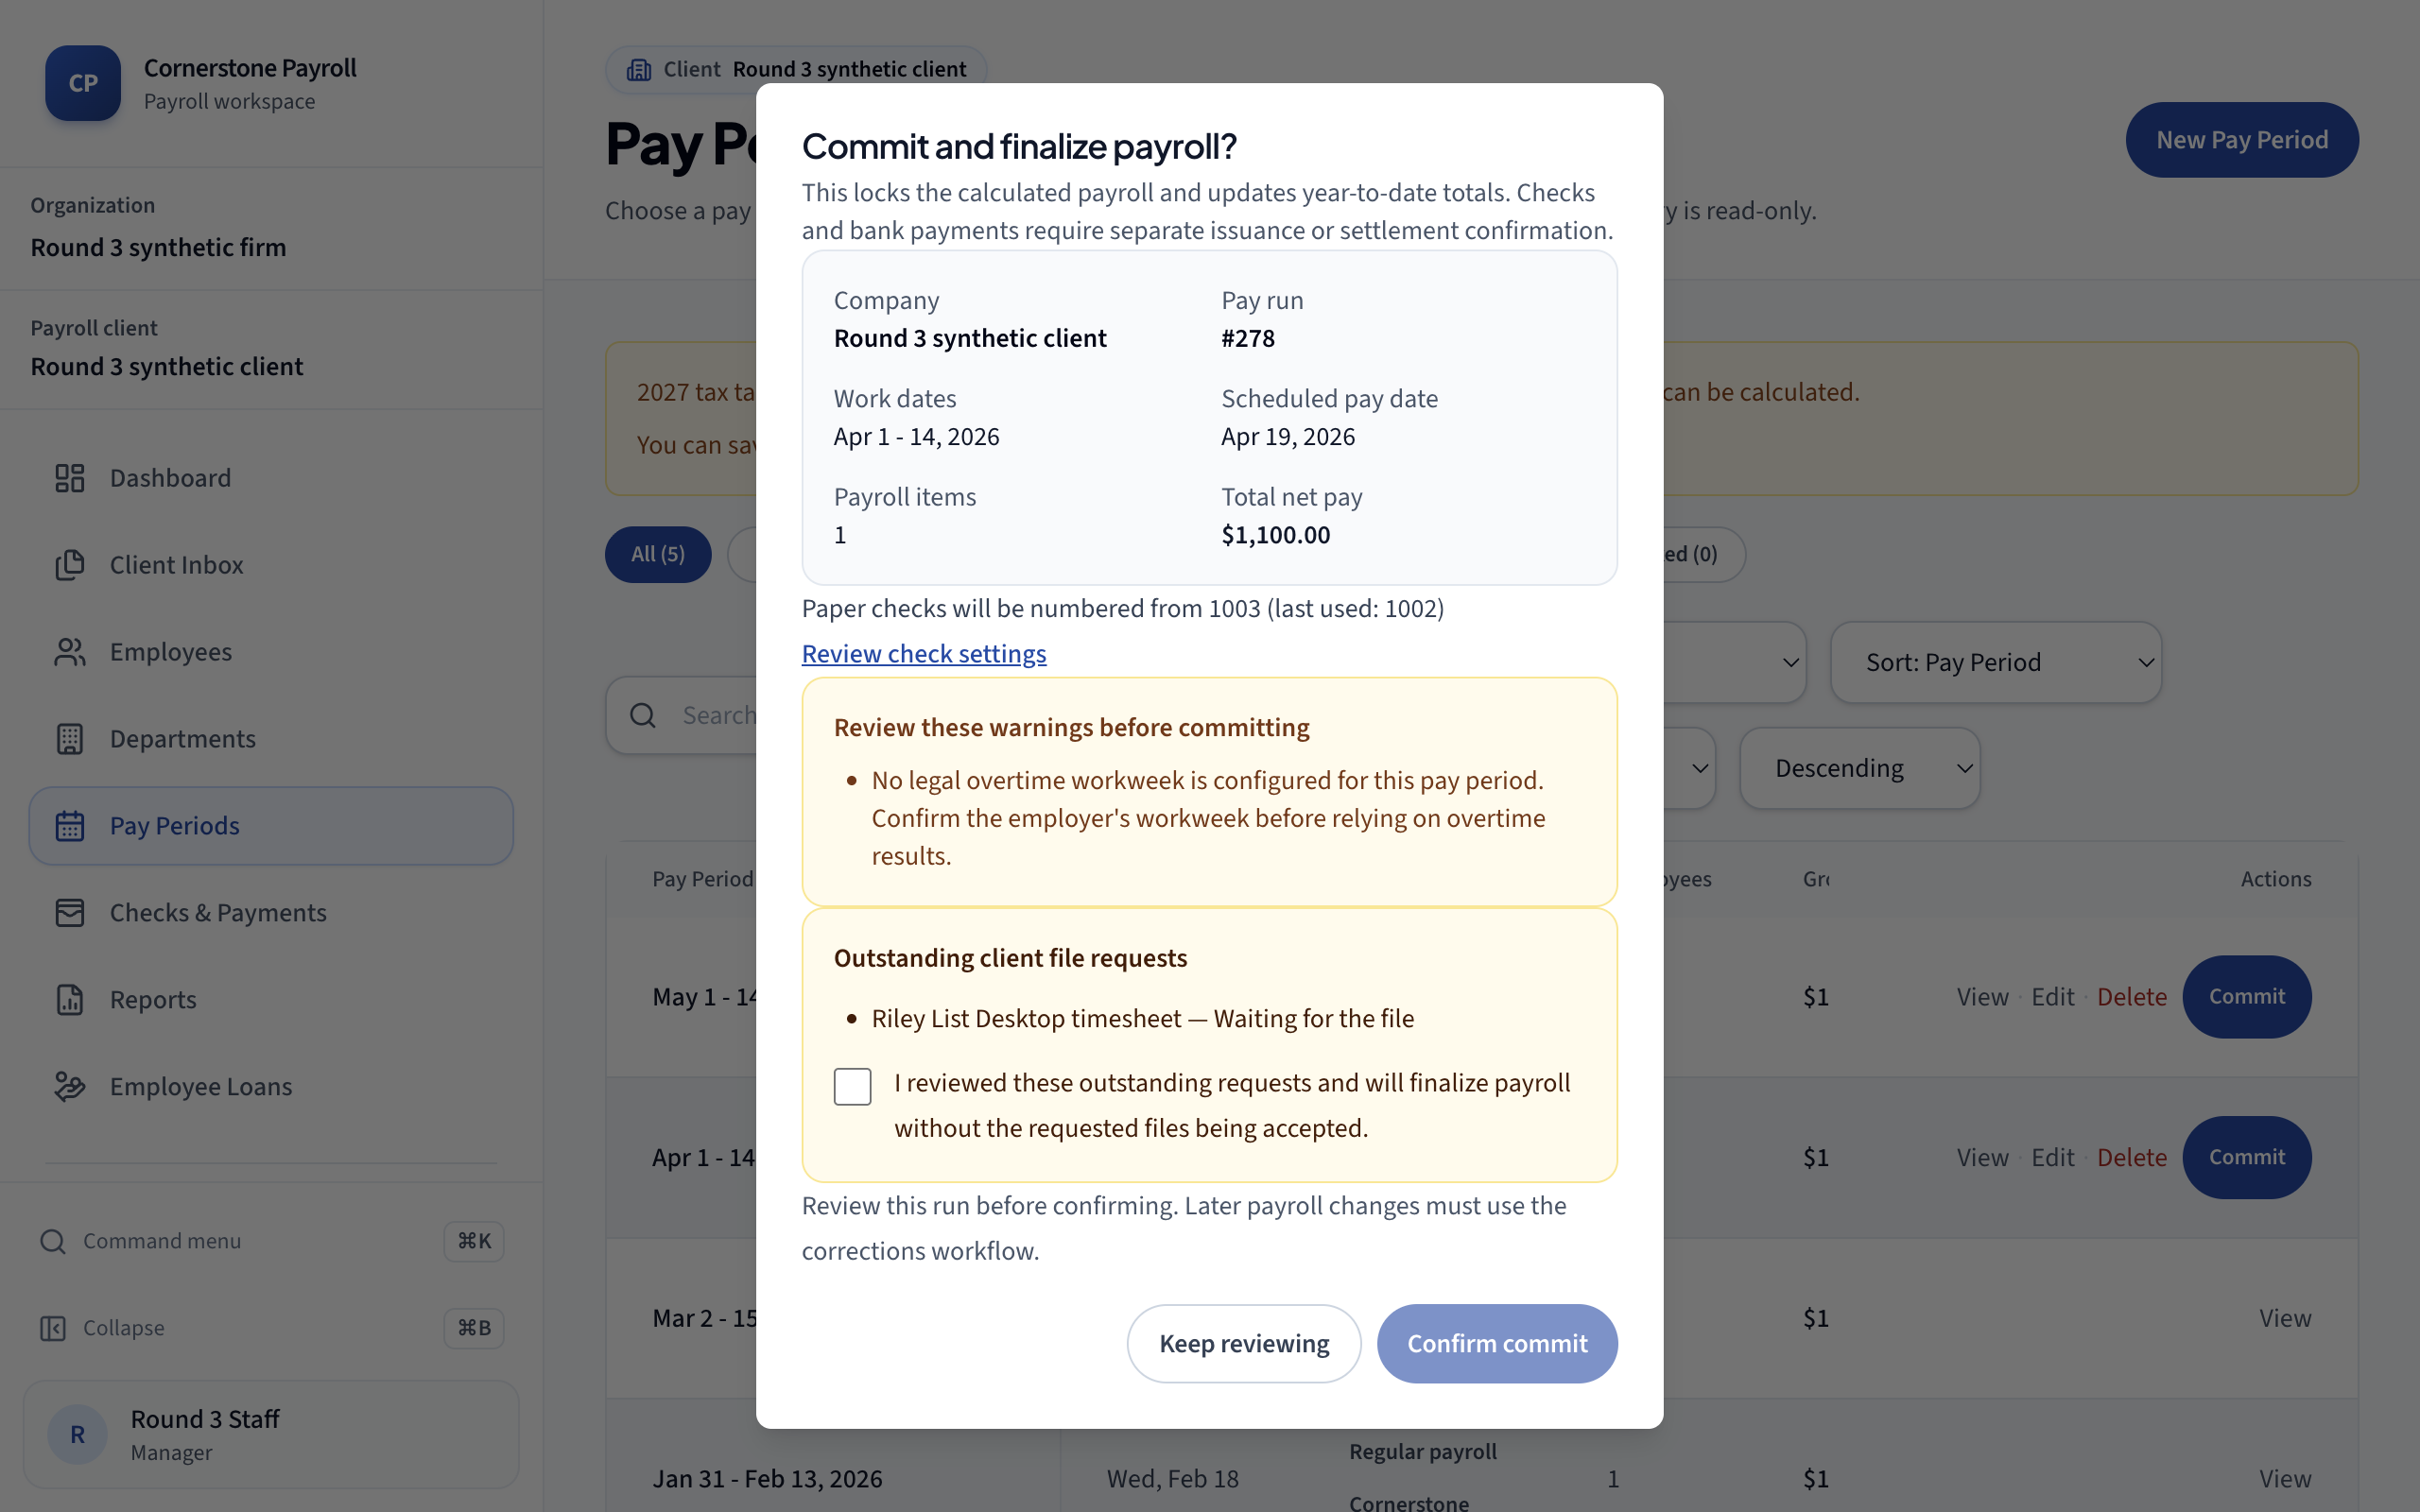 CP
Cornerstone Payroll
Payroll workspace
Organization
Round 3 synthetic firm
Payroll client
Round 3 synthetic client
Dashboard
Client Inbox
Employees
Departments
Pay Periods
Checks & Payments
Reports
Employee Loans
Command menu
⌘K
Collapse
⌘B
R
Round 3 Staff
Manager
Client Round 3 synthetic client
Pay Pe
New Pay Period
Choose a pay
y is read-only.
2027 tax ta
can be calculated.
You can sav
All (5)
ed (0)
Sort: Pay Period
Search
Descending
Pay Period
oyees
Gro
Actions
May 1 - 14
$1
View · Edit · Delete
Commit
Apr 1 - 14
$1
View · Edit · Delete
Commit
Mar 2 - 15
$1
View
Jan 31 - Feb 13, 2026
Wed, Feb 18
Regular payroll
Cornerstone
1
$1
View
Commit and finalize payroll?
This locks the calculated payroll and updates year-to-date totals. Checks
and bank payments require separate issuance or settlement confirmation.
Company
Round 3 synthetic client
Pay run
#278
Work dates
Apr 1 - 14, 2026
Scheduled pay date
Apr 19, 2026
Payroll items
1
Total net pay
$1,100.00
Paper checks will be numbered from 1003 (last used: 1002)
Review check settings
Review these warnings before committing
• No legal overtime workweek is configured for this pay period.
Confirm the employer's workweek before relying on overtime
results.
Outstanding client file requests
• Riley List Desktop timesheet — Waiting for the file
I reviewed these outstanding requests and will finalize payroll
without the requested files being accepted.
Review this run before confirming. Later payroll changes must use the
corrections workflow.
Keep reviewing
Confirm commit